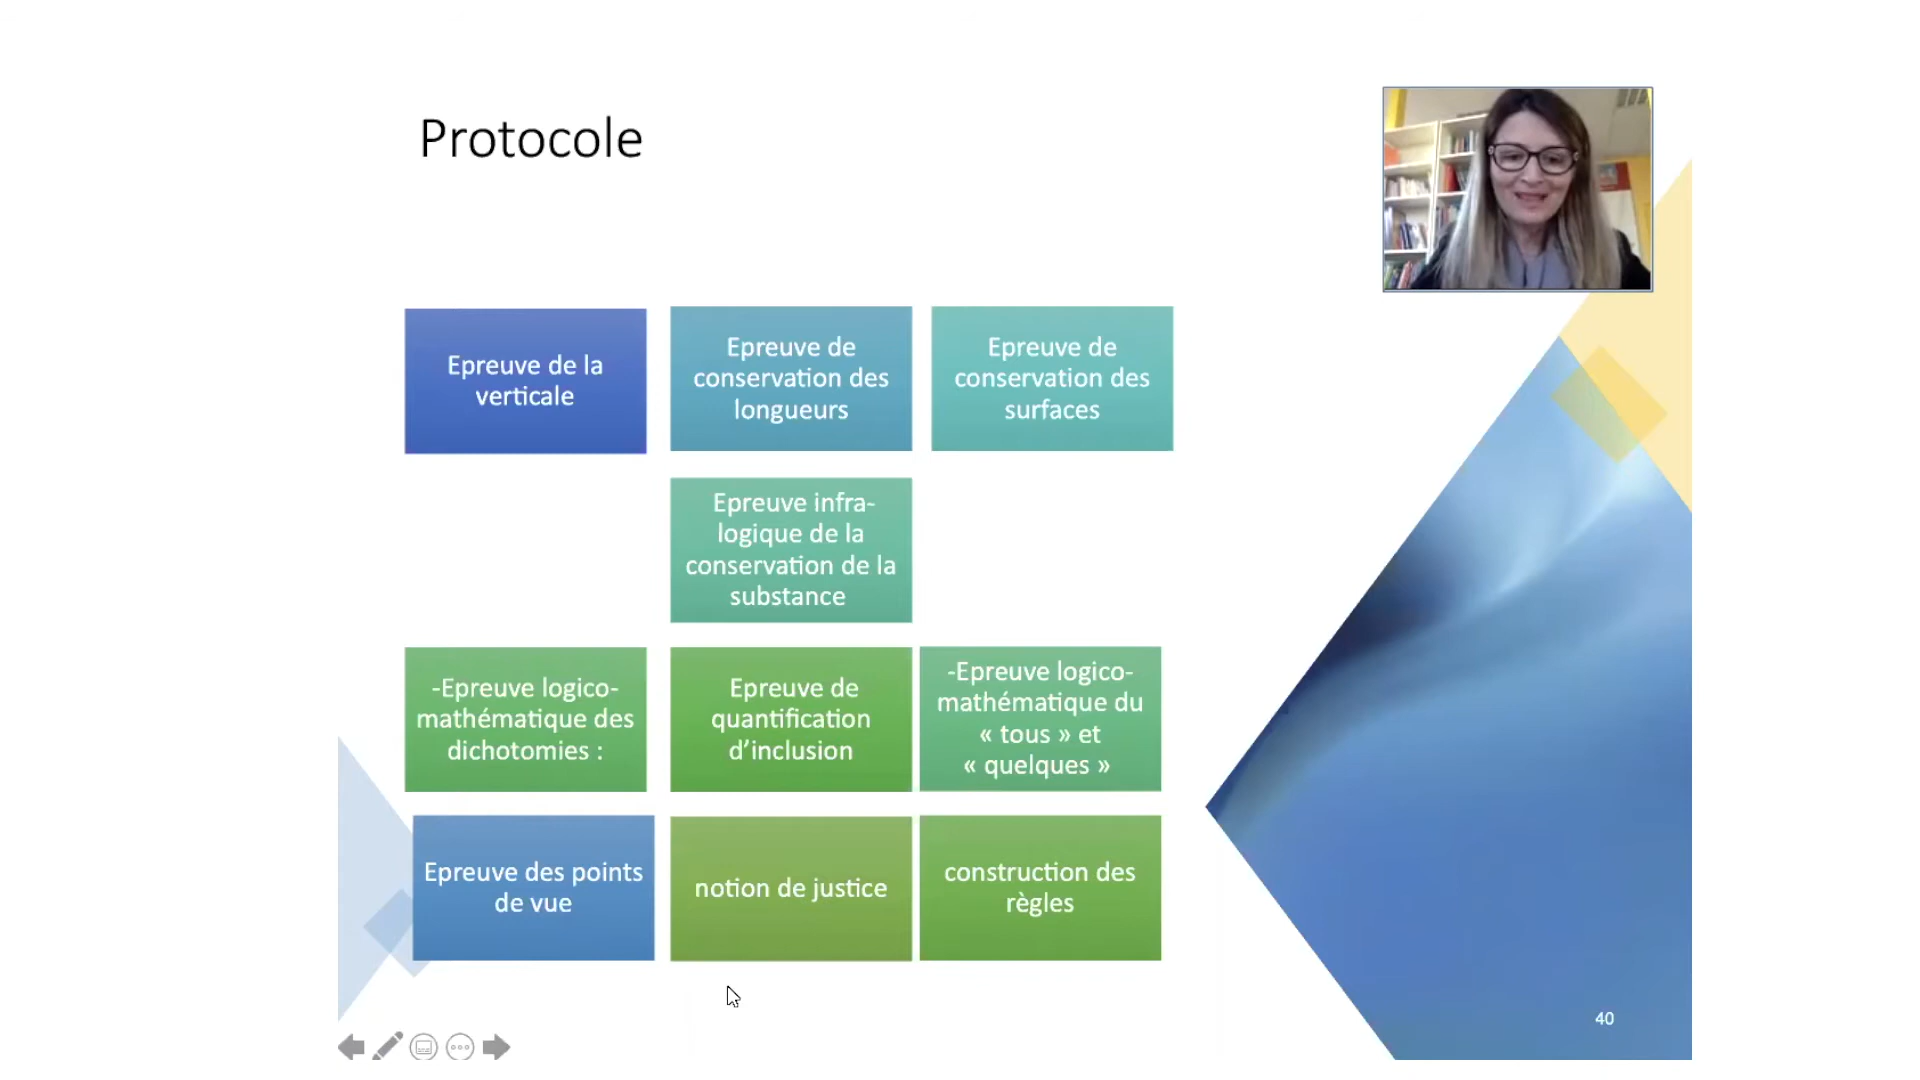 Protocole
Epreuve de la
verticale
Epreuve de
conservation des
longueurs
Epreuve de
conservation des
surfaces
Epreuve infra-
logique de la
conservation de la
substance
-Epreuve logico-
mathématique des
dichotomies :
Epreuve de
quantification
d’inclusion
-Epreuve logico-
mathématique du
« tous » et
« quelques »
Epreuve des points
de vue
notion de justice
construction des
règles
40